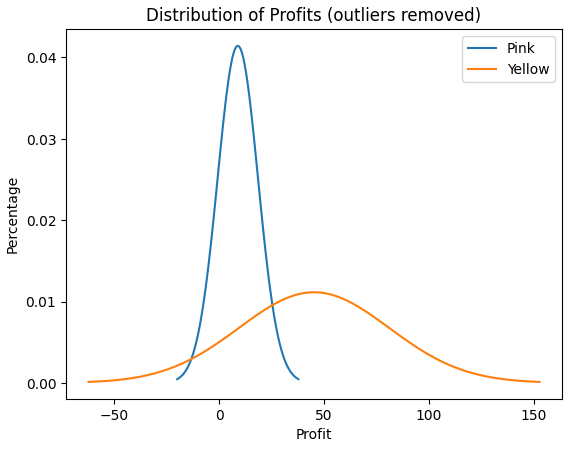 Distribution of Profits (outliers removed)
Pink
Yellow
0.04
0.03
0.02
0.01
0.00
Percentage
−50
0
50
100
150
Profit